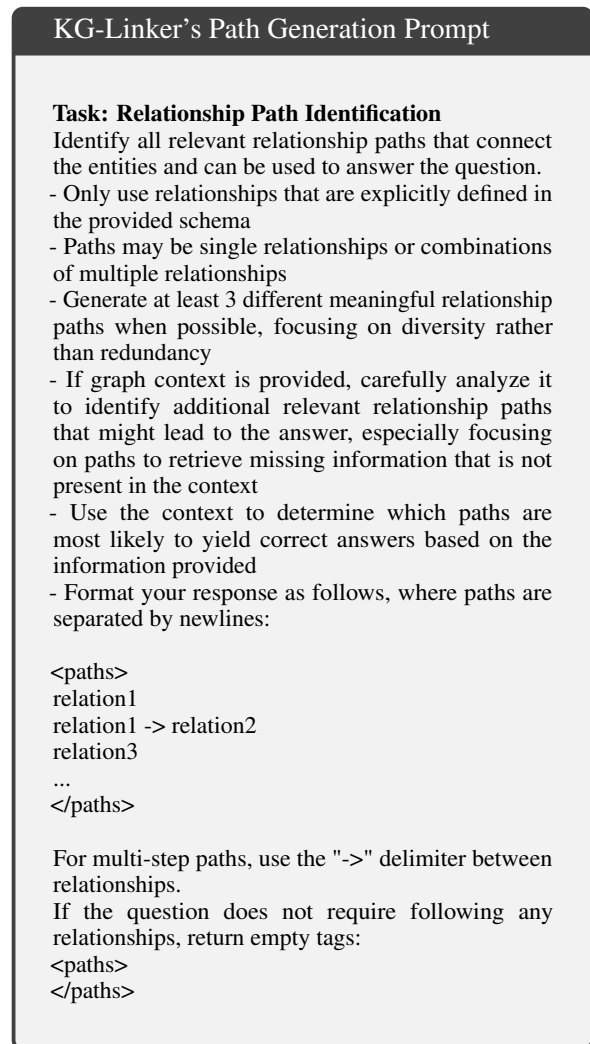 KG-Linker's Path Generation Prompt
Task: Relationship Path Identification
Identify all relevant relationship paths that connect
the entities and can be used to answer the question.
- Only use relationships that are explicitly defined in
the provided schema
- Paths may be single relationships or combinations
of multiple relationships
- Generate at least 3 different meaningful relationship
paths when possible, focusing on diversity rather
than redundancy
- If graph context is provided, carefully analyze it
to identify additional relevant relationship paths
that might lead to the answer, especially focusing
on paths to retrieve missing information that is not
present in the context
- Use the context to determine which paths are
most likely to yield correct answers based on the
information provided
- Format your response as follows, where paths are
separated by newlines:
<paths>
relation1
relation1 -> relation2
relation3
...
</paths>
For multi-step paths, use the "->" delimiter between
relationships.
If the question does not require following any
relationships, return empty tags:
<paths>
</paths>